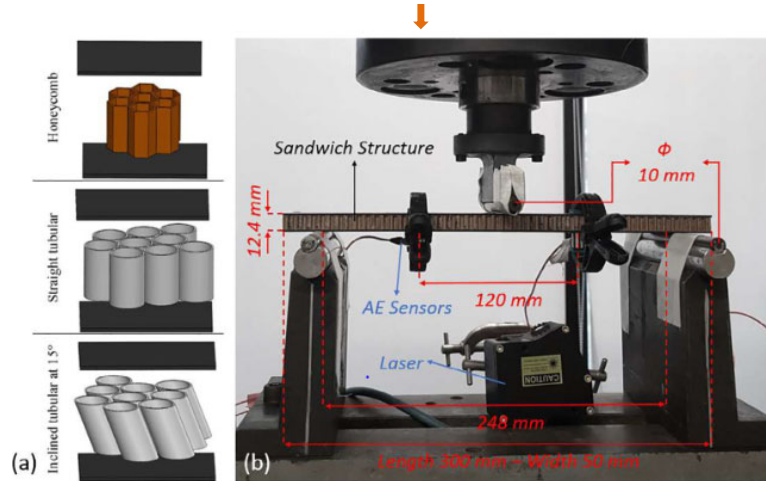 Honeycomb
Straight tubular
Inclined tubular at 15°
(a)
Sandwich Structure
Φ
10 mm
12.4 mm
120 mm
AE Sensors
Laser
CAUTION
248 mm
Length 300 mm – Width 50 mm
(b)